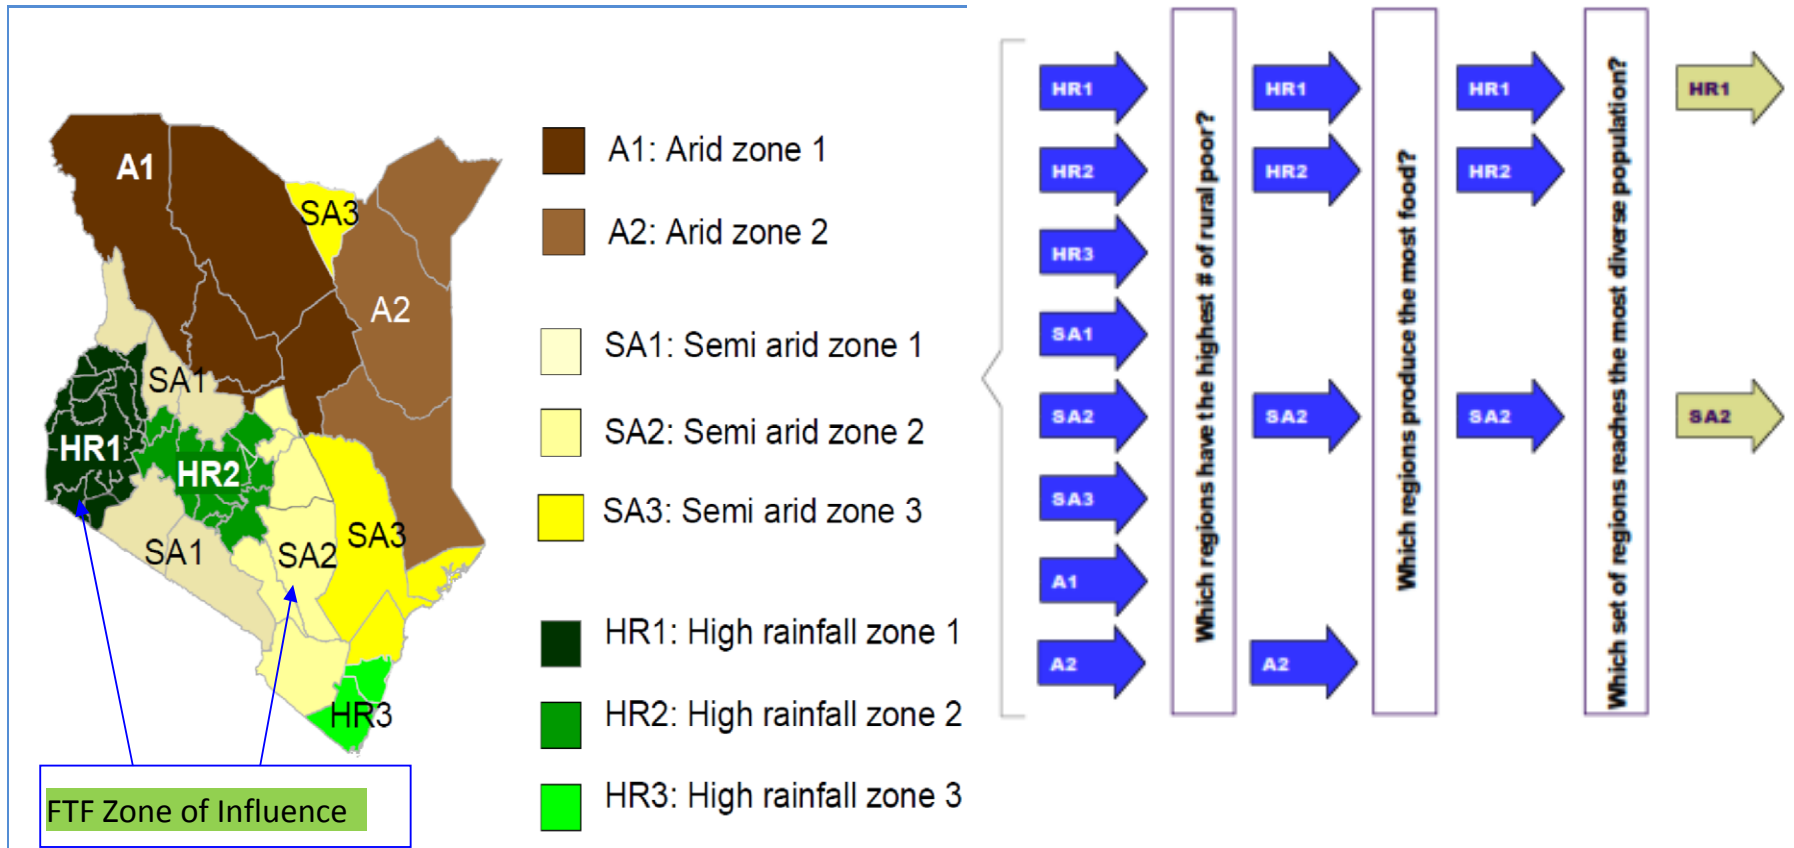 A1
SA3
A2
SA1
HR1
HR2
SA1
SA2
SA3
HR3
FTF Zone of Influence
A1: Arid zone 1
A2: Arid zone 2
SA1: Semi arid zone 1
SA2: Semi arid zone 2
SA3: Semi arid zone 3
HR1: High rainfall zone 1
HR2: High rainfall zone 2
HR3: High rainfall zone 3
HR1
HR2
HR3
SA1
SA2
SA3
A1
A2
Which regions have the highest # of rural poor?
HR1
HR2
SA2
A2
Which regions produce the most food?
HR1
HR2
SA2
Which set of regions reaches the most diverse population?
HR1
SA2